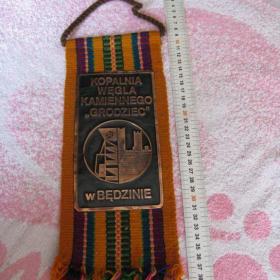 KOPALNIA
WĘGLA
KAMIENNEGO
„GRODZIEC"
w BĘDZINIE